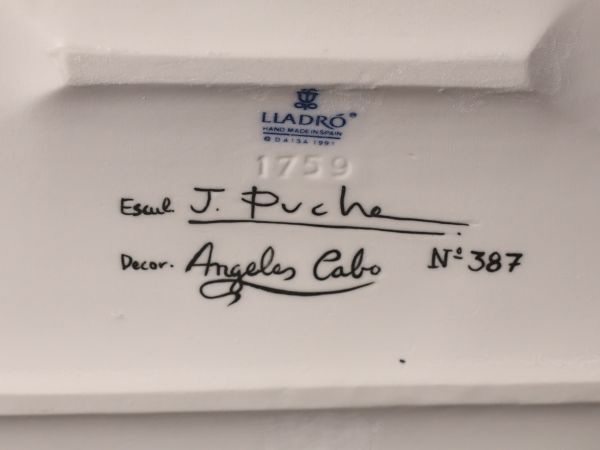 LLADRÓ®
HAND MADE IN SPAIN
© DAISA 1991
1759
Escul. J. Puche
Decor. Angeles Cabo Nº 387